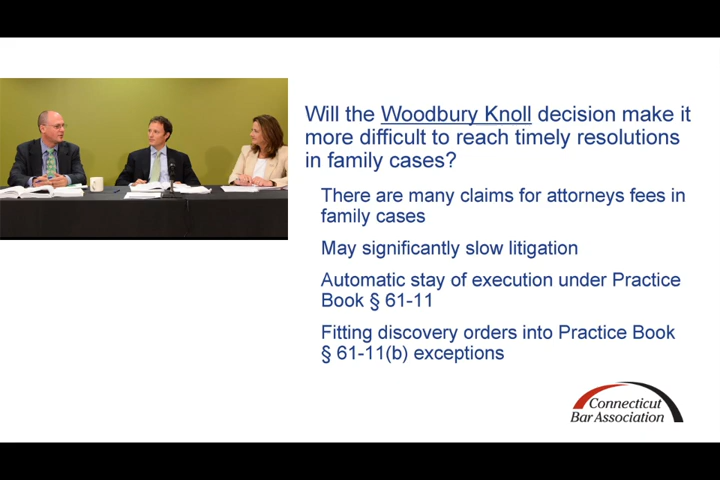 Will the Woodbury Knoll decision make it
more difficult to reach timely resolutions
in family cases?
There are many claims for attorneys fees in
family cases
May significantly slow litigation
Automatic stay of execution under Practice
Book § 61-11
Fitting discovery orders into Practice Book
§ 61-11(b) exceptions
Connecticut
Bar Association